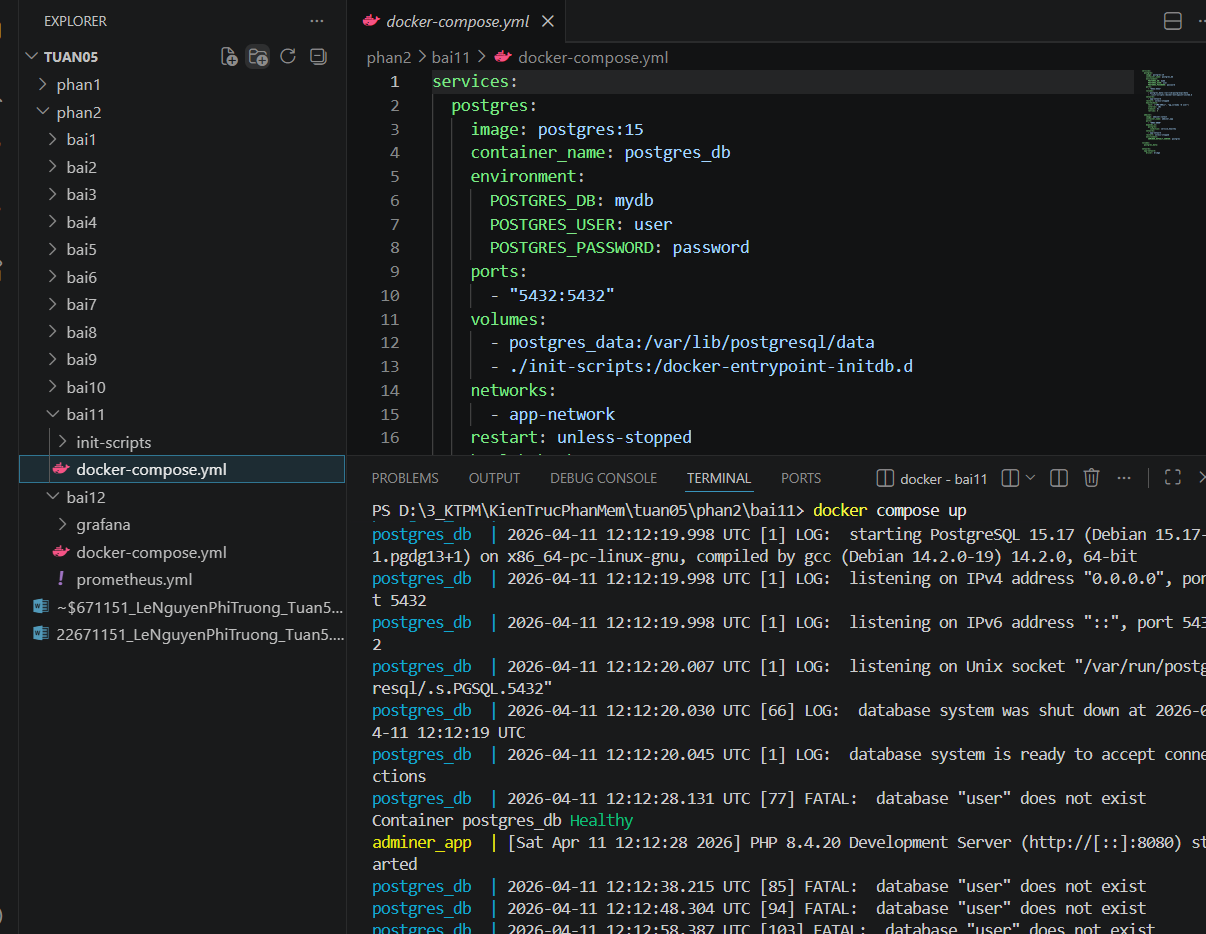 EXPLORER
TUAN05
phan1
phan2
bai1
bai2
bai3
bai4
bai5
bai6
bai7
bai8
bai9
bai10
bai11
init-scripts
docker-compose.yml
bai12
grafana
docker-compose.yml
prometheus.yml
~$671151_LeNguyenPhiTruong_Tuan5...
22671151_LeNguyenPhiTruong_Tuan5....
docker-compose.yml
phan2 > bai11 > docker-compose.yml
1 services:
2 postgres:
3 image: postgres:15
4 container_name: postgres_db
5 environment:
6 POSTGRES_DB: mydb
7 POSTGRES_USER: user
8 POSTGRES_PASSWORD: password
9 ports:
10 - "5432:5432"
11 volumes:
12 - postgres_data:/var/lib/postgresql/data
13 - ./init-scripts:/docker-entrypoint-initdb.d
14 networks:
15 - app-network
16 restart: unless-stopped
PROBLEMS OUTPUT DEBUG CONSOLE TERMINAL PORTS docker - bai11
PS D:\3_KTPM\KienTrucPhanMem\tuan05\phan2\bai11> docker compose up
postgres_db | 2026-04-11 12:12:19.998 UTC [1] LOG: starting PostgreSQL 15.17 (Debian 15.17-
1.pgdg13+1) on x86_64-pc-linux-gnu, compiled by gcc (Debian 14.2.0-19) 14.2.0, 64-bit
postgres_db | 2026-04-11 12:12:19.998 UTC [1] LOG: listening on IPv4 address "0.0.0.0", por
t 5432
postgres_db | 2026-04-11 12:12:19.998 UTC [1] LOG: listening on IPv6 address "::", port 543
2
postgres_db | 2026-04-11 12:12:20.007 UTC [1] LOG: listening on Unix socket "/var/run/postg
resql/.s.PGSQL.5432"
postgres_db | 2026-04-11 12:12:20.030 UTC [66] LOG: database system was shut down at 2026-0
4-11 12:12:19 UTC
postgres_db | 2026-04-11 12:12:20.045 UTC [1] LOG: database system is ready to accept conne
ctions
postgres_db | 2026-04-11 12:12:28.131 UTC [77] FATAL: database "user" does not exist
Container postgres_db Healthy
adminer_app | [Sat Apr 11 12:12:28 2026] PHP 8.4.20 Development Server (http://[::]:8080) st
arted
postgres_db | 2026-04-11 12:12:38.215 UTC [85] FATAL: database "user" does not exist
postgres_db | 2026-04-11 12:12:48.304 UTC [94] FATAL: database "user" does not exist
postgres_db | 2026-04-11 12:12:58.387 UTC [103] FATAL: database "user" does not exist